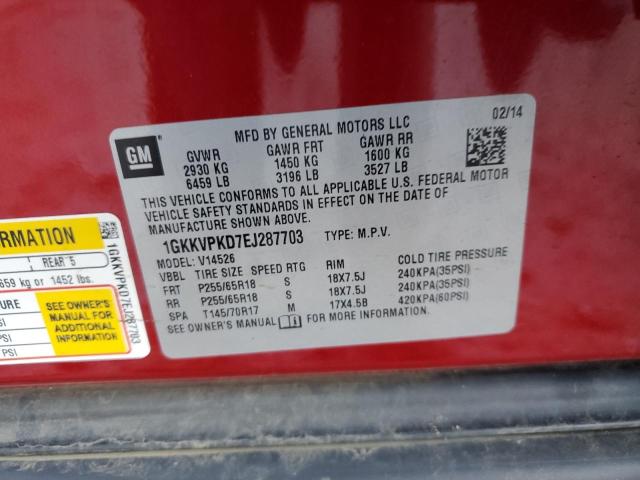 GM
MFD BY GENERAL MOTORS LLC
02/14
GVWR GAWR FRT GAWR RR
2930 KG 1450 KG 1600 KG
6459 LB 3196 LB 3527 LB
THIS VEHICLE CONFORMS TO ALL APPLICABLE U.S. FEDERAL MOTOR
VEHICLE SAFETY STANDARDS IN EFFECT ON THE DATE OF
MANUFACTURE SHOWN ABOVE.
1GKKVPKD7EJ287703 TYPE: M.P.V.
MODEL: V14526
VBBL TIRE SIZE SPEED RTG RIM COLD TIRE PRESSURE
FRT P255/65R18 S 18X7.5J 240KPA(35PSI)
RR P255/65R18 S 18X7.5J 240KPA(35PSI)
SPA T145/70R17 M 17X4.5B 420KPA(60PSI)
SEE OWNER'S MANUAL FOR MORE INFORMATION.
ORMATION
1 REAR 5
659 kg or 1452 lbs.
SURE
PSI
PSI
SEE OWNER'S
MANUAL FOR
ADDITIONAL
INFORMATION
1GKKVPKD7EJ287703